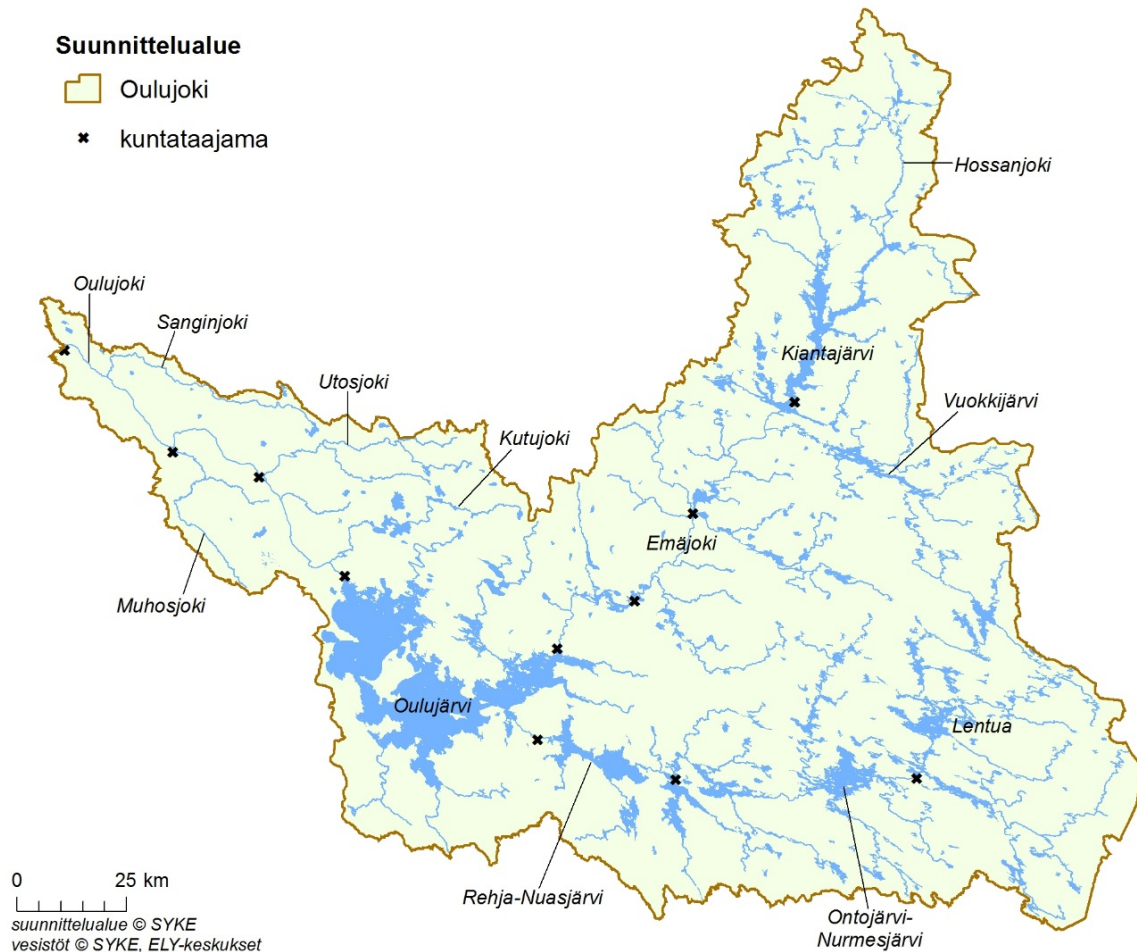 Suunnittelualue
Oulujoki
kuntataajama
Hossanjoki
Oulujoki
Sanginjoki
Utosjoki
Kutujoki
Kiantajärvi
Vuokkijärvi
Emäjoki
Muhosjoki
Oulujärvi
Lentua
Rehja-Nuasjärvi
Ontojärvi-
Nurmesjärvi
0 25 km
suunnittelualue © SYKE
vesistöt © SYKE, ELY-keskukset